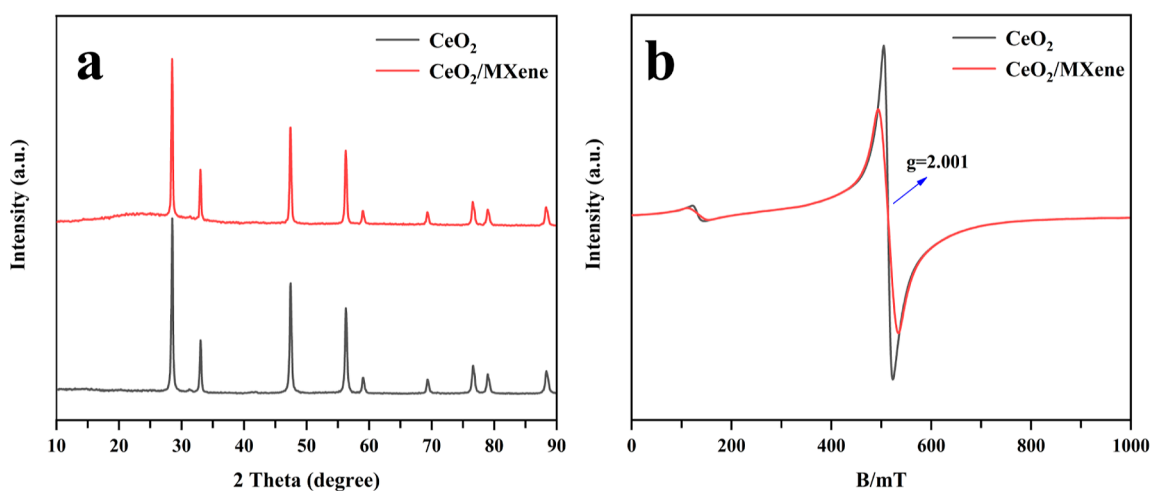 a
CeO₂
CeO₂/MXene
Intensity (a.u.)
10 20 30 40 50 60 70 80 90
2 Theta (degree)
b
CeO₂
CeO₂/MXene
g=2.001
Intensity (a.u.)
0 200 400 600 800 1000
B/mT